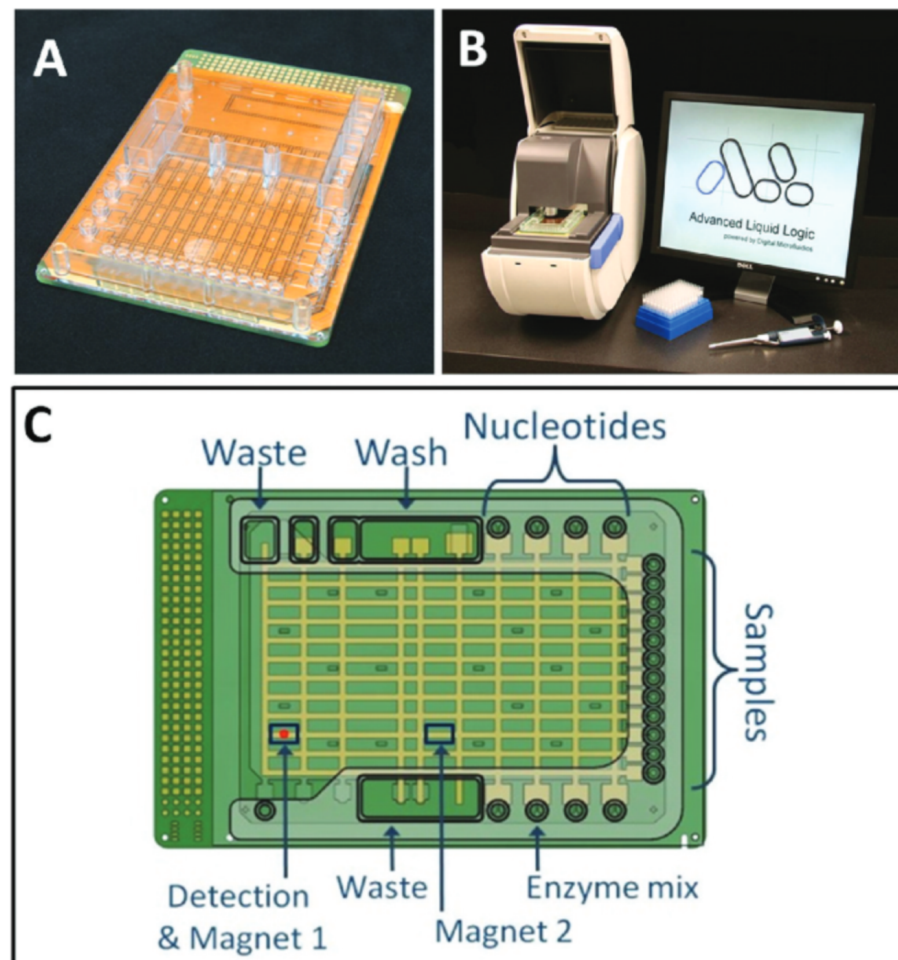 A
B
Advanced Liquid Logic
powered by Digital Microfluidics
DELL
C
Nucleotides
Waste
Wash
Samples
Detection
& Magnet 1
Waste
Magnet 2
Enzyme mix